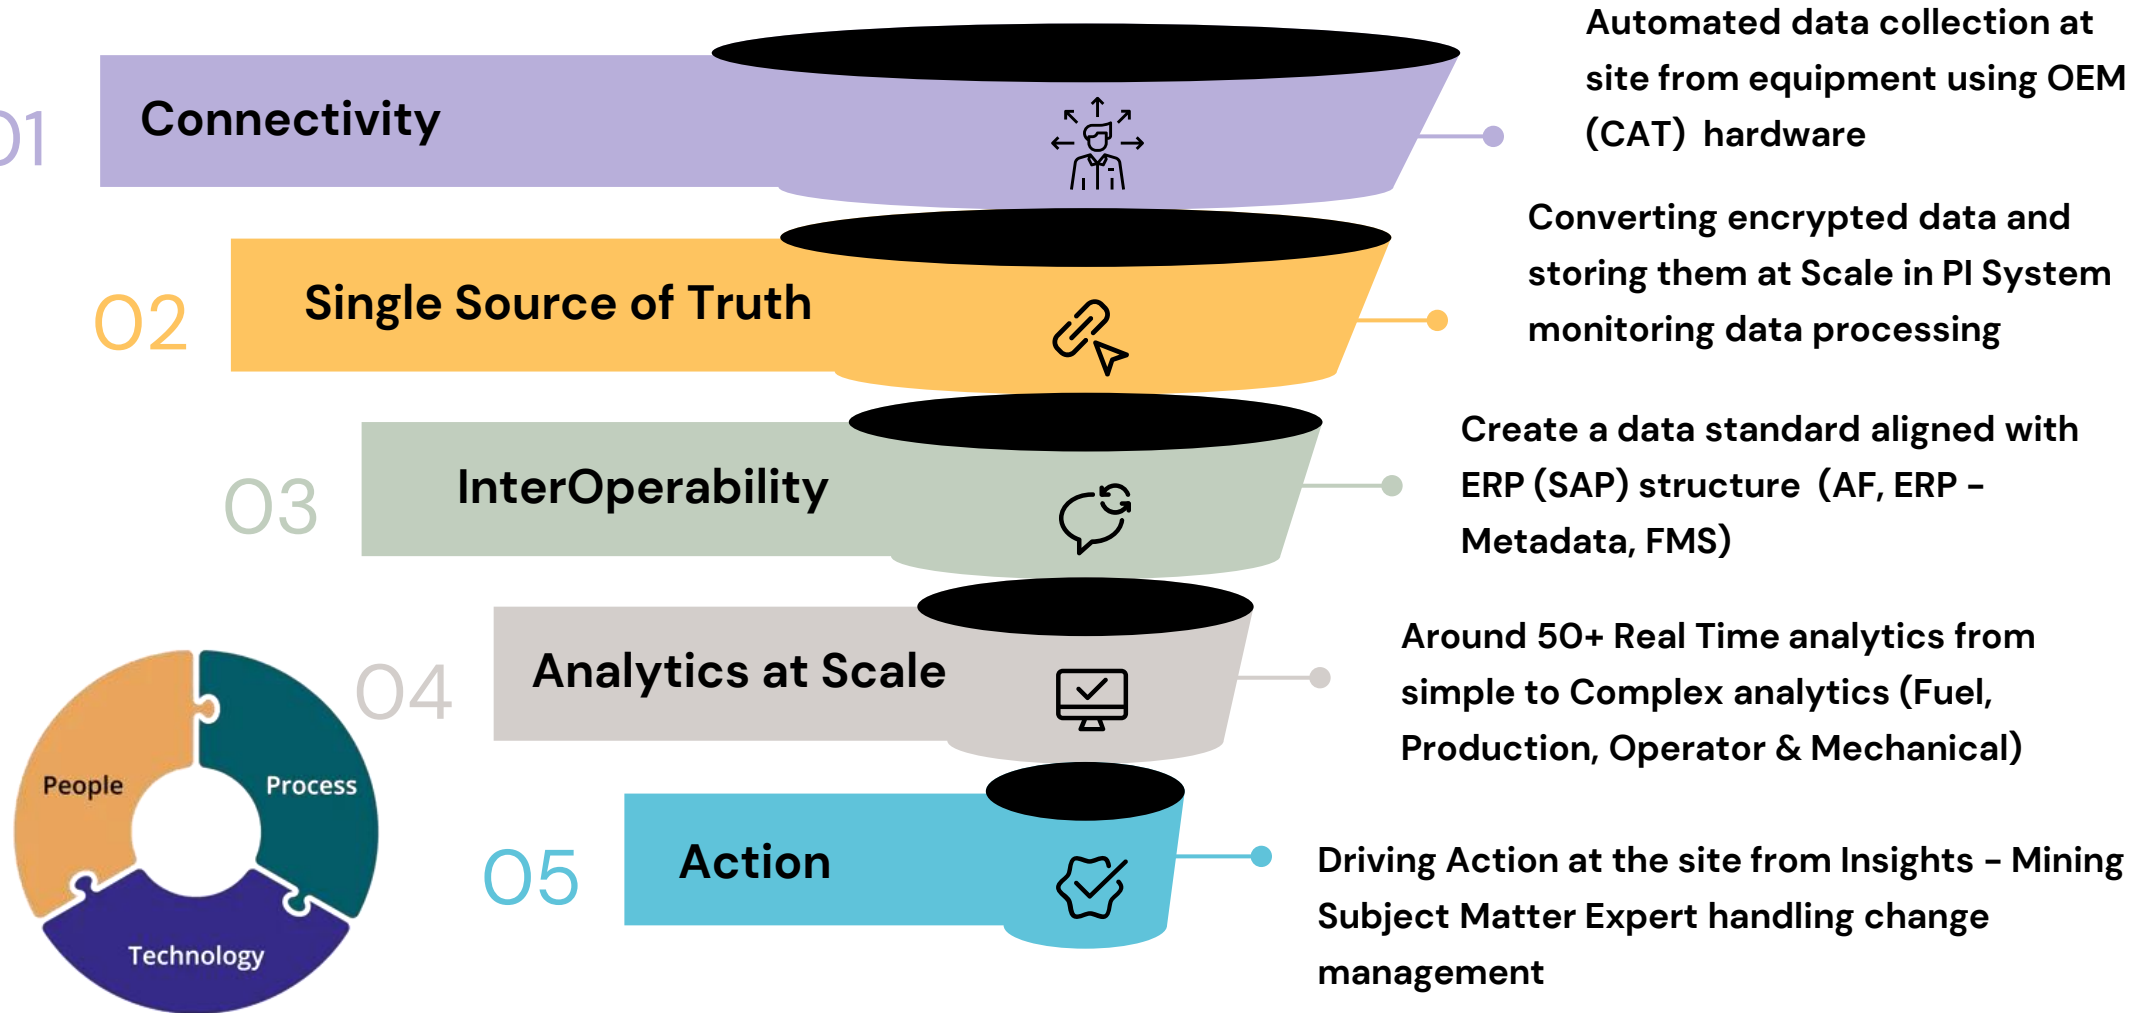 01
Connectivity
Automated data collection at
site from equipment using OEM
(CAT) hardware
02
Single Source of Truth
Converting encrypted data and
storing them at Scale in PI System
monitoring data processing
03
InterOperability
Create a data standard aligned with
ERP (SAP) structure (AF, ERP –
Metadata, FMS)
04
Analytics at Scale
Around 50+ Real Time analytics from
simple to Complex analytics (Fuel,
Production, Operator & Mechanical)
05
Action
Driving Action at the site from Insights – Mining
Subject Matter Expert handling change
management
People
Process
Technology